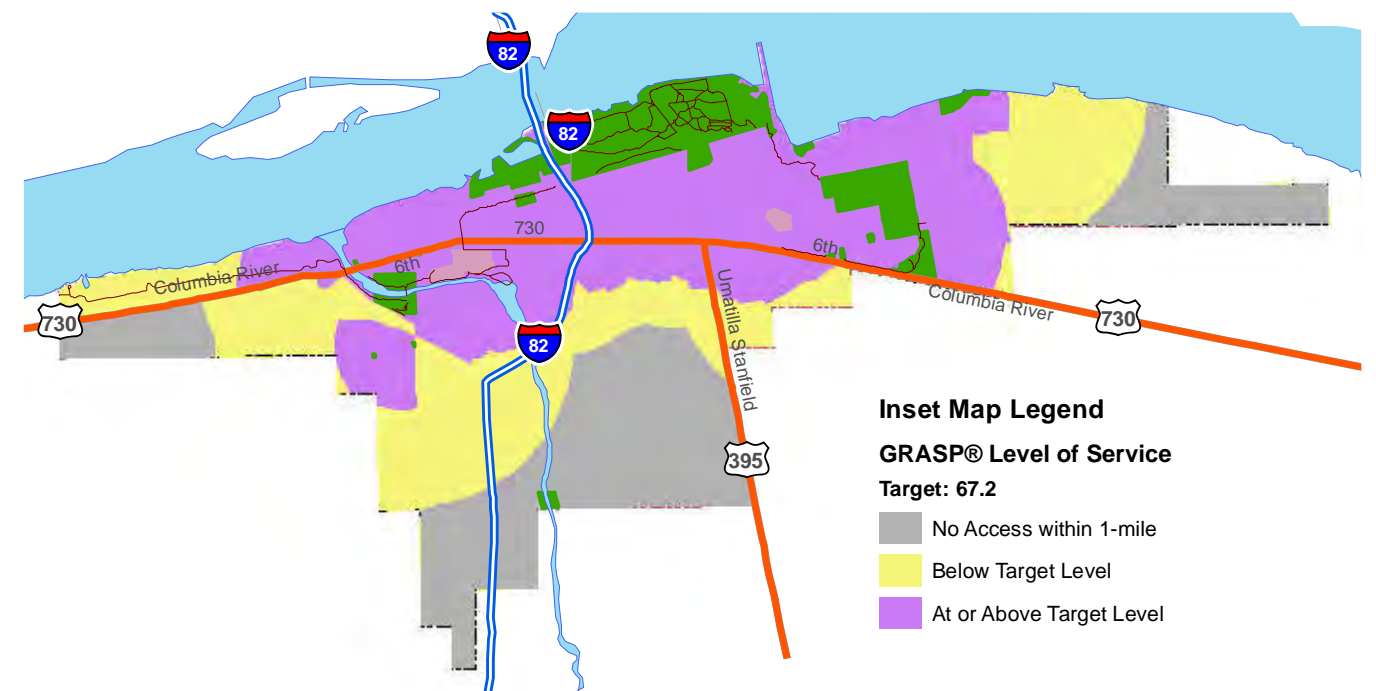 82
82
730
6th
Columbia River
730
6th
Umatilla Stanfield
Columbia River
730
82
395
Inset Map Legend
GRASP® Level of Service
Target: 67.2
No Access within 1-mile
Below Target Level
At or Above Target Level